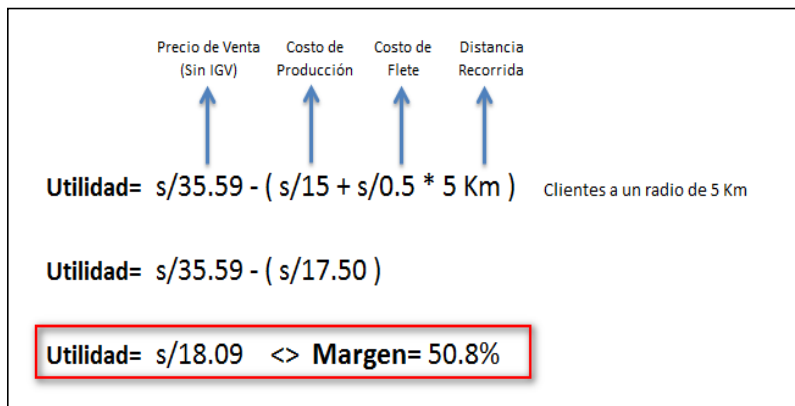 Precio de Venta Costo de Costo de Distancia
(Sin IGV) Producción Flete Recorrida
Utilidad= s/35.59 - ( s/15 + s/0.5 * 5 Km ) Clientes a un radio de 5 Km
Utilidad= s/35.59 - ( s/17.50 )
Utilidad= s/18.09 <> Margen= 50.8%